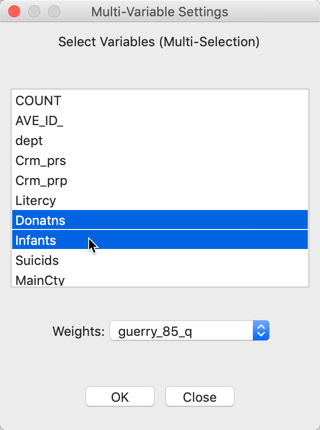 Multi-Variable Settings
Select Variables (Multi-Selection)
COUNT
AVE_ID_
dept
Crm_prs
Crm_prp
Litercy
Donatns
Infants
Suicids
MainCty
Weights: guerry_85_q
OK Close